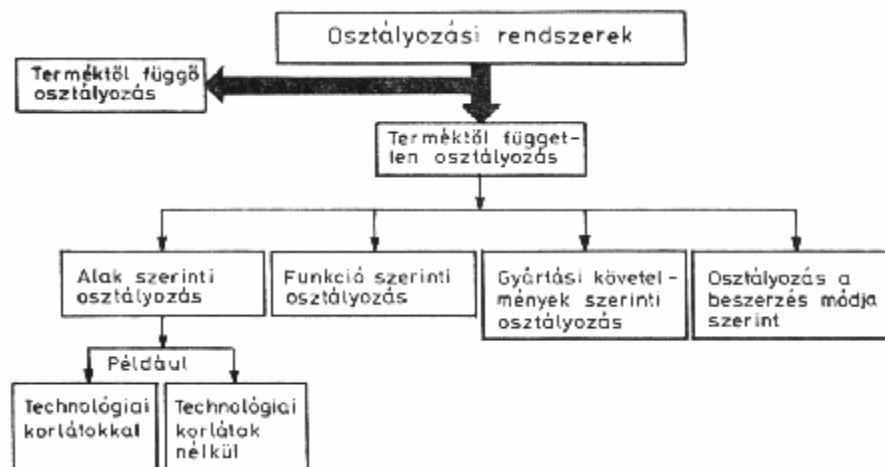 Osztályozási rendszerek
Terméktől függő
osztályozás
Terméktől függet-
len osztályozás
Alak szerinti
osztályozás
Funkció szerinti
osztályozás
Gyártási követel-
mények szerinti
osztályozás
Osztályozás a
beszerzés módja
szerint
Például
Technológiai
korlátokkal
Technológiai
korlátok
nélkül